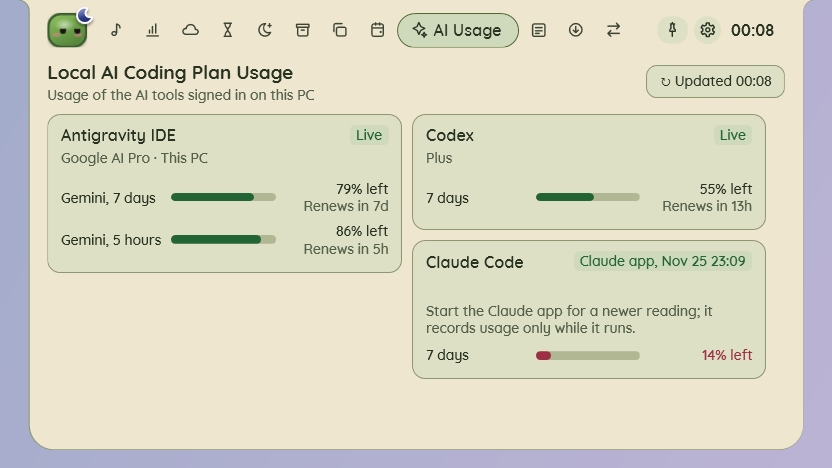 AI Usage
00:08
Local AI Coding Plan Usage
Usage of the AI tools signed in on this PC
Updated 00:08
Antigravity IDE
Live
Google AI Pro · This PC
Gemini, 7 days
79% left
Renews in 7d
Gemini, 5 hours
86% left
Renews in 5h
Codex
Live
Plus
7 days
55% left
Renews in 13h
Claude Code
Claude app, Nov 25 23:09
Start the Claude app for a newer reading; it
records usage only while it runs.
7 days
14% left